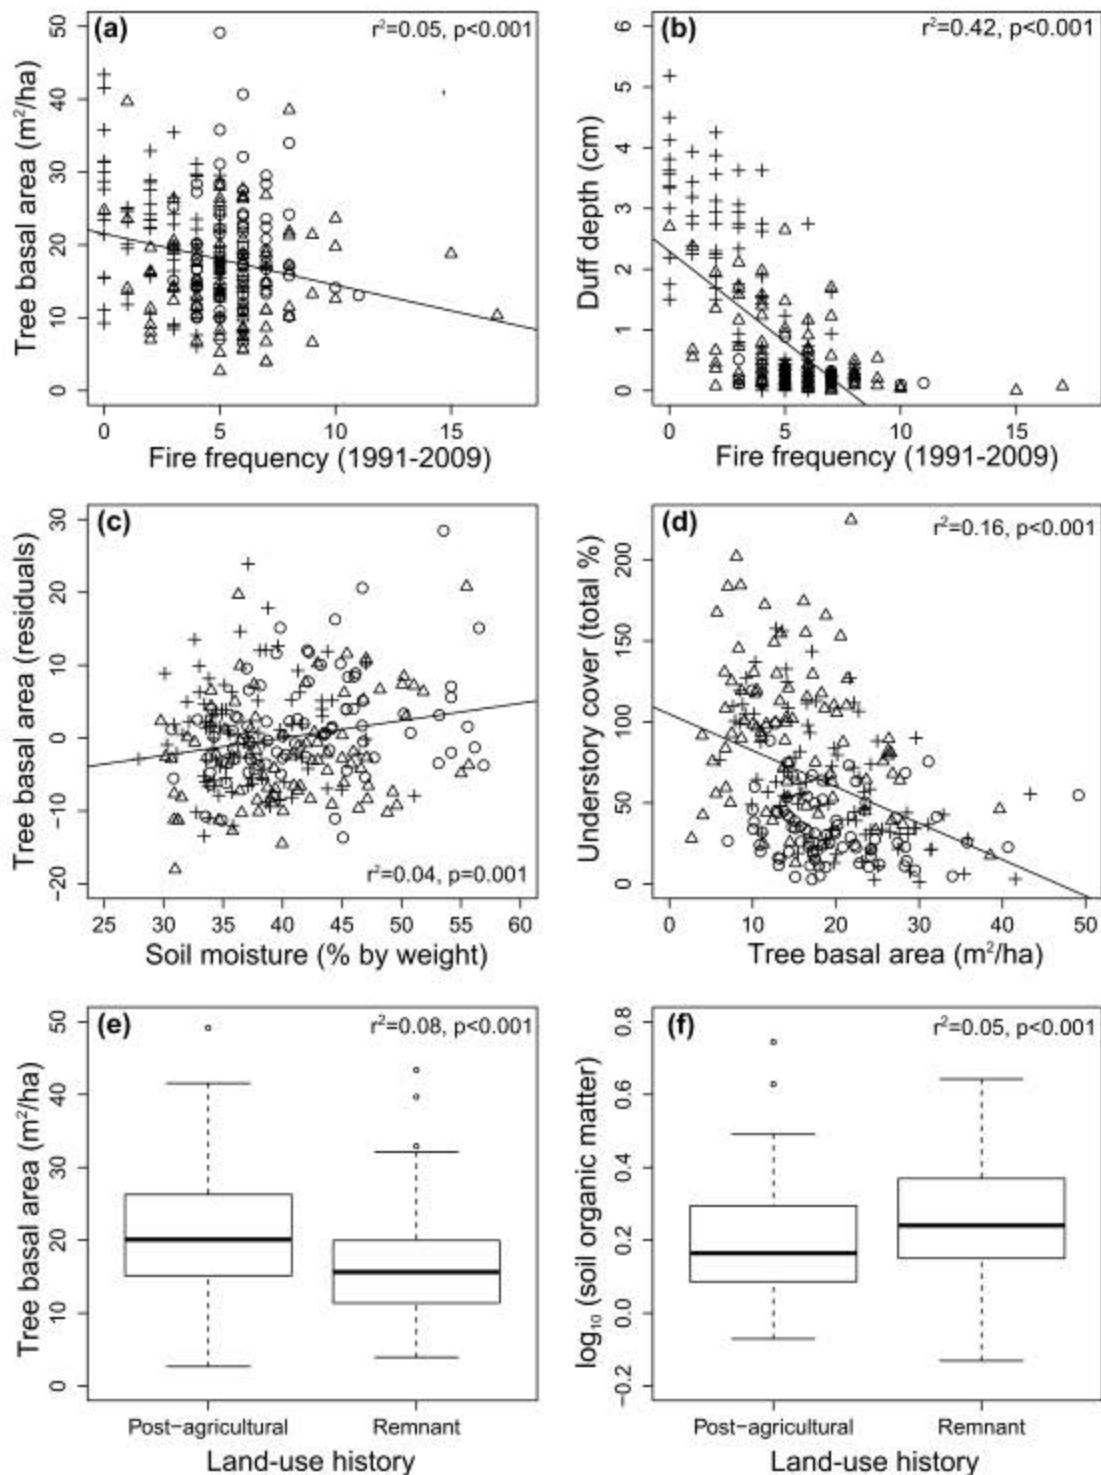 (a)
r²=0.05, p<0.001
Tree basal area (m²/ha)
50
40
30
20
10
0
0 5 10 15
Fire frequency (1991-2009)
(b)
r²=0.42, p<0.001
Duff depth (cm)
6
5
4
3
2
1
0
0 5 10 15
Fire frequency (1991-2009)
(c)
r²=0.04, p=0.001
Tree basal area (residuals)
30
20
10
0
−10
−20
25 30 35 40 45 50 55 60
Soil moisture (% by weight)
(d)
r²=0.16, p<0.001
Understory cover (total %)
200
150
100
50
0
0 10 20 30 40 50
Tree basal area (m²/ha)
(e)
r²=0.08, p<0.001
Tree basal area (m²/ha)
50
40
30
20
10
0
Post−agricultural Remnant
Land-use history
(f)
r²=0.05, p<0.001
log₁₀ (soil organic matter)
0.8
0.6
0.4
0.2
0.0
−0.2
Post−agricultural Remnant
Land-use history